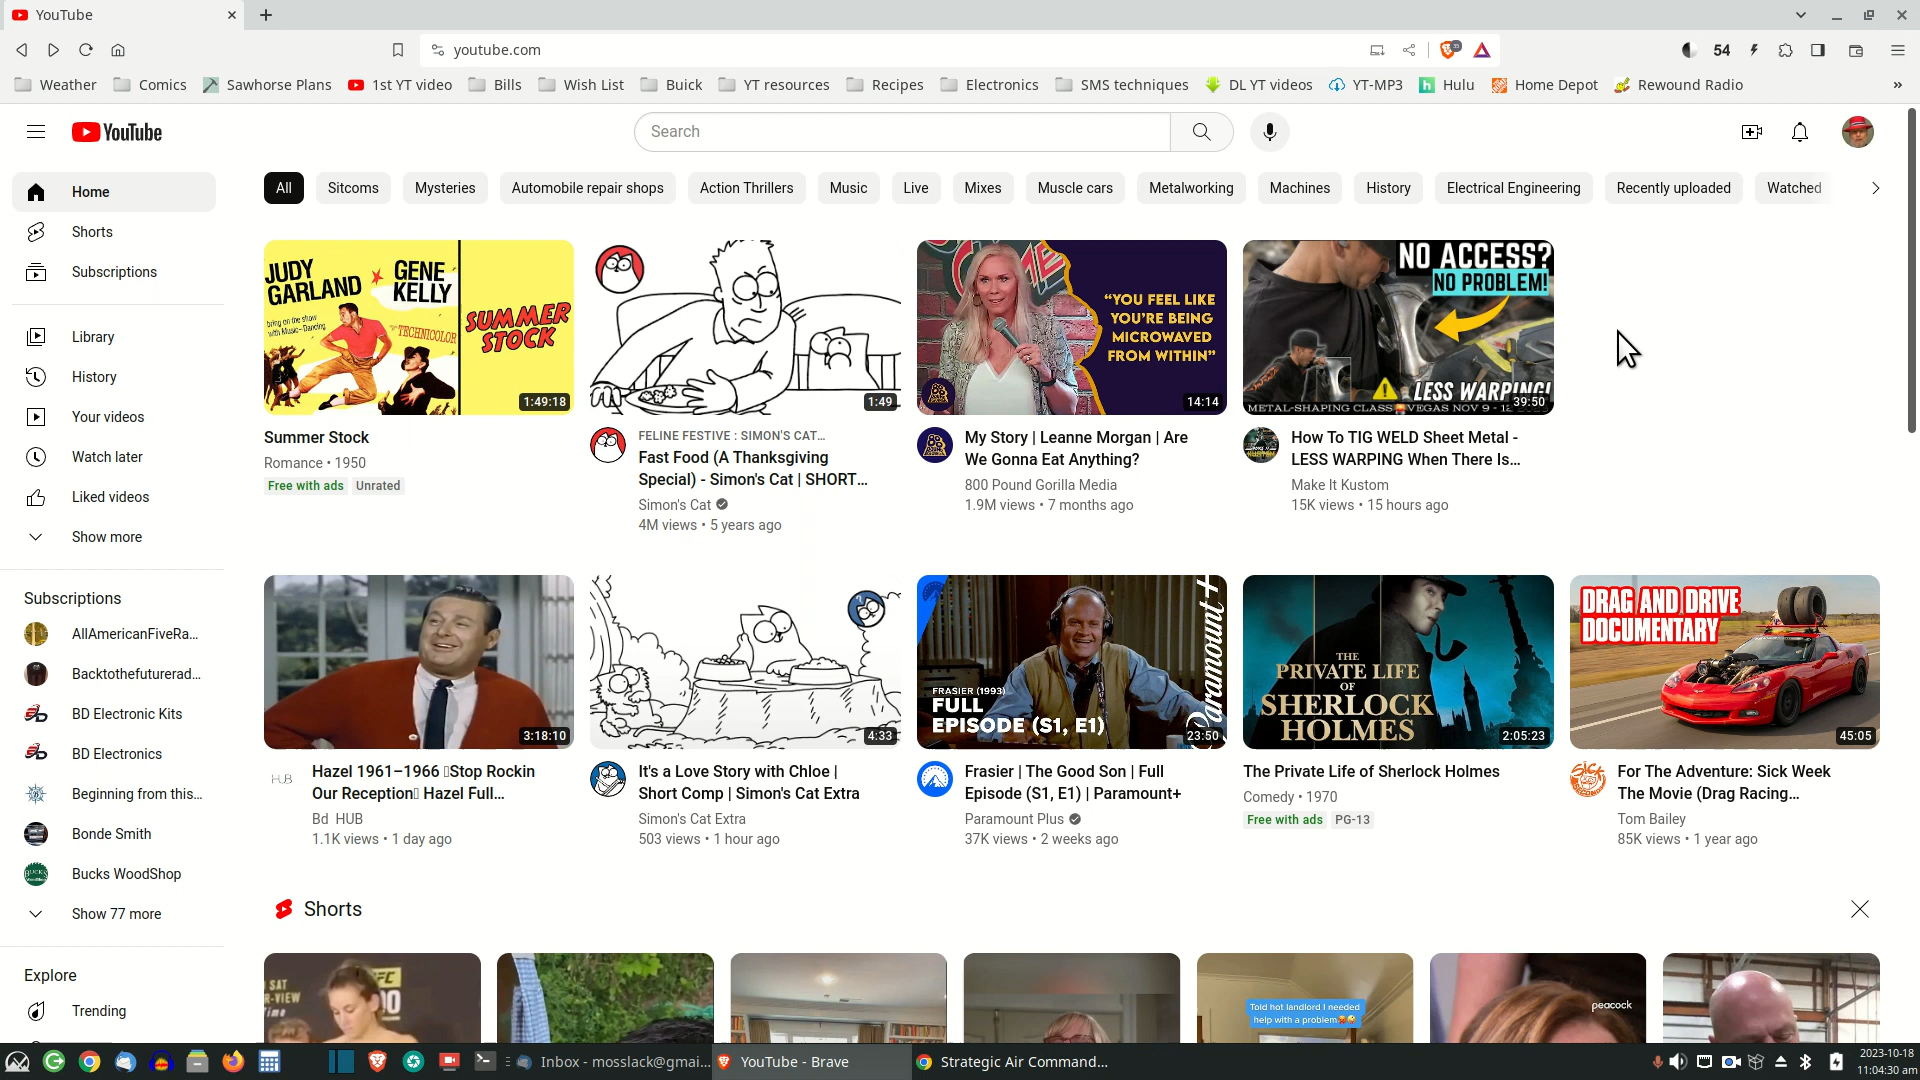 YouTube
youtube.com
35
54
Weather
Comics
Sawhorse Plans
1st YT video
Bills
Wish List
Buick
YT resources
Recipes
Electronics
SMS techniques
DL YT videos
YT-MP3
Hulu
Home Depot
Rewound Radio
YouTube
Search
Home
Shorts
Subscriptions
Library
History
Your videos
Watch later
Liked videos
Show more
Subscriptions
AllAmericanFiveRa...
Backtothefuturerad...
BD Electronic Kits
BD Electronics
Beginning from this...
Bonde Smith
Bucks WoodShop
Show 77 more
Explore
Trending
All
Sitcoms
Mysteries
Automobile repair shops
Action Thrillers
Music
Live
Mixes
Muscle cars
Metalworking
Machines
History
Electrical Engineering
Recently uploaded
Watched
JUDY
GARLAND
GENE
KELLY
TECHNICOLOR
SUMMER
STOCK
1:49:18
Summer Stock
Romance • 1950
Free with ads Unrated
1:49
FELINE FESTIVE : SIMON'S CAT...
Fast Food (A Thanksgiving
Special) - Simon's Cat | SHORT...
Simon's Cat
4M views • 5 years ago
“YOU FEEL LIKE
YOU’RE BEING
MICROWAVED
FROM WITHIN”
14:14
My Story | Leanne Morgan | Are
We Gonna Eat Anything?
800 Pound Gorilla Media
1.9M views • 7 months ago
NO ACCESS?
NO PROBLEM!
LESS WARPING!
METAL-SHAPING CLASS VEGAS NOV 9 - 12
39:50
How To TIG WELD Sheet Metal -
LESS WARPING When There Is...
Make It Kustom
15K views • 15 hours ago
3:18:10
HUB
Hazel 1961–1966 Stop Rockin
Our Reception Hazel Full...
Bd HUB
1.1K views • 1 day ago
4:33
It's a Love Story with Chloe |
Short Comp | Simon's Cat Extra
Simon's Cat Extra
503 views • 1 hour ago
FRASIER (1993)
FULL
EPISODE (S1, E1)
Paramount+
23:50
Frasier | The Good Son | Full
Episode (S1, E1) | Paramount+
Paramount Plus
37K views • 2 weeks ago
THE
PRIVATE LIFE
OF
SHERLOCK
HOLMES
2:05:23
The Private Life of Sherlock Holmes
Comedy • 1970
Free with ads PG-13
DRAG AND DRIVE
DOCUMENTARY
45:05
For The Adventure: Sick Week
The Movie (Drag Racing...
Tom Bailey
85K views • 1 year ago
Shorts
Told hot landlord I needed
help with a problem
peacock
Inbox - mosslack@gmai...
YouTube - Brave
Strategic Air Command...
2023-10-18
11:04:30 am